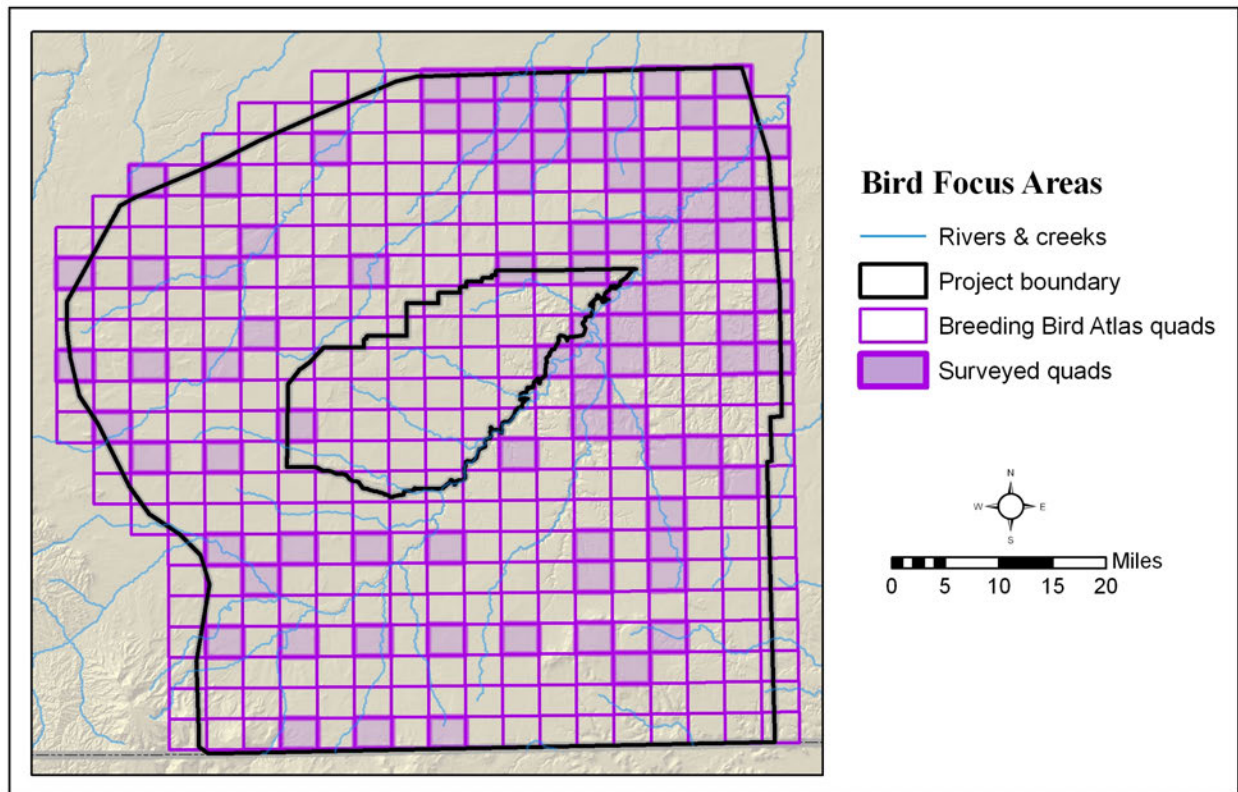 Bird Focus Areas
Rivers & creeks
Project boundary
Breeding Bird Atlas quads
Surveyed quads
N
W E
S
Miles
0 5 10 15 20